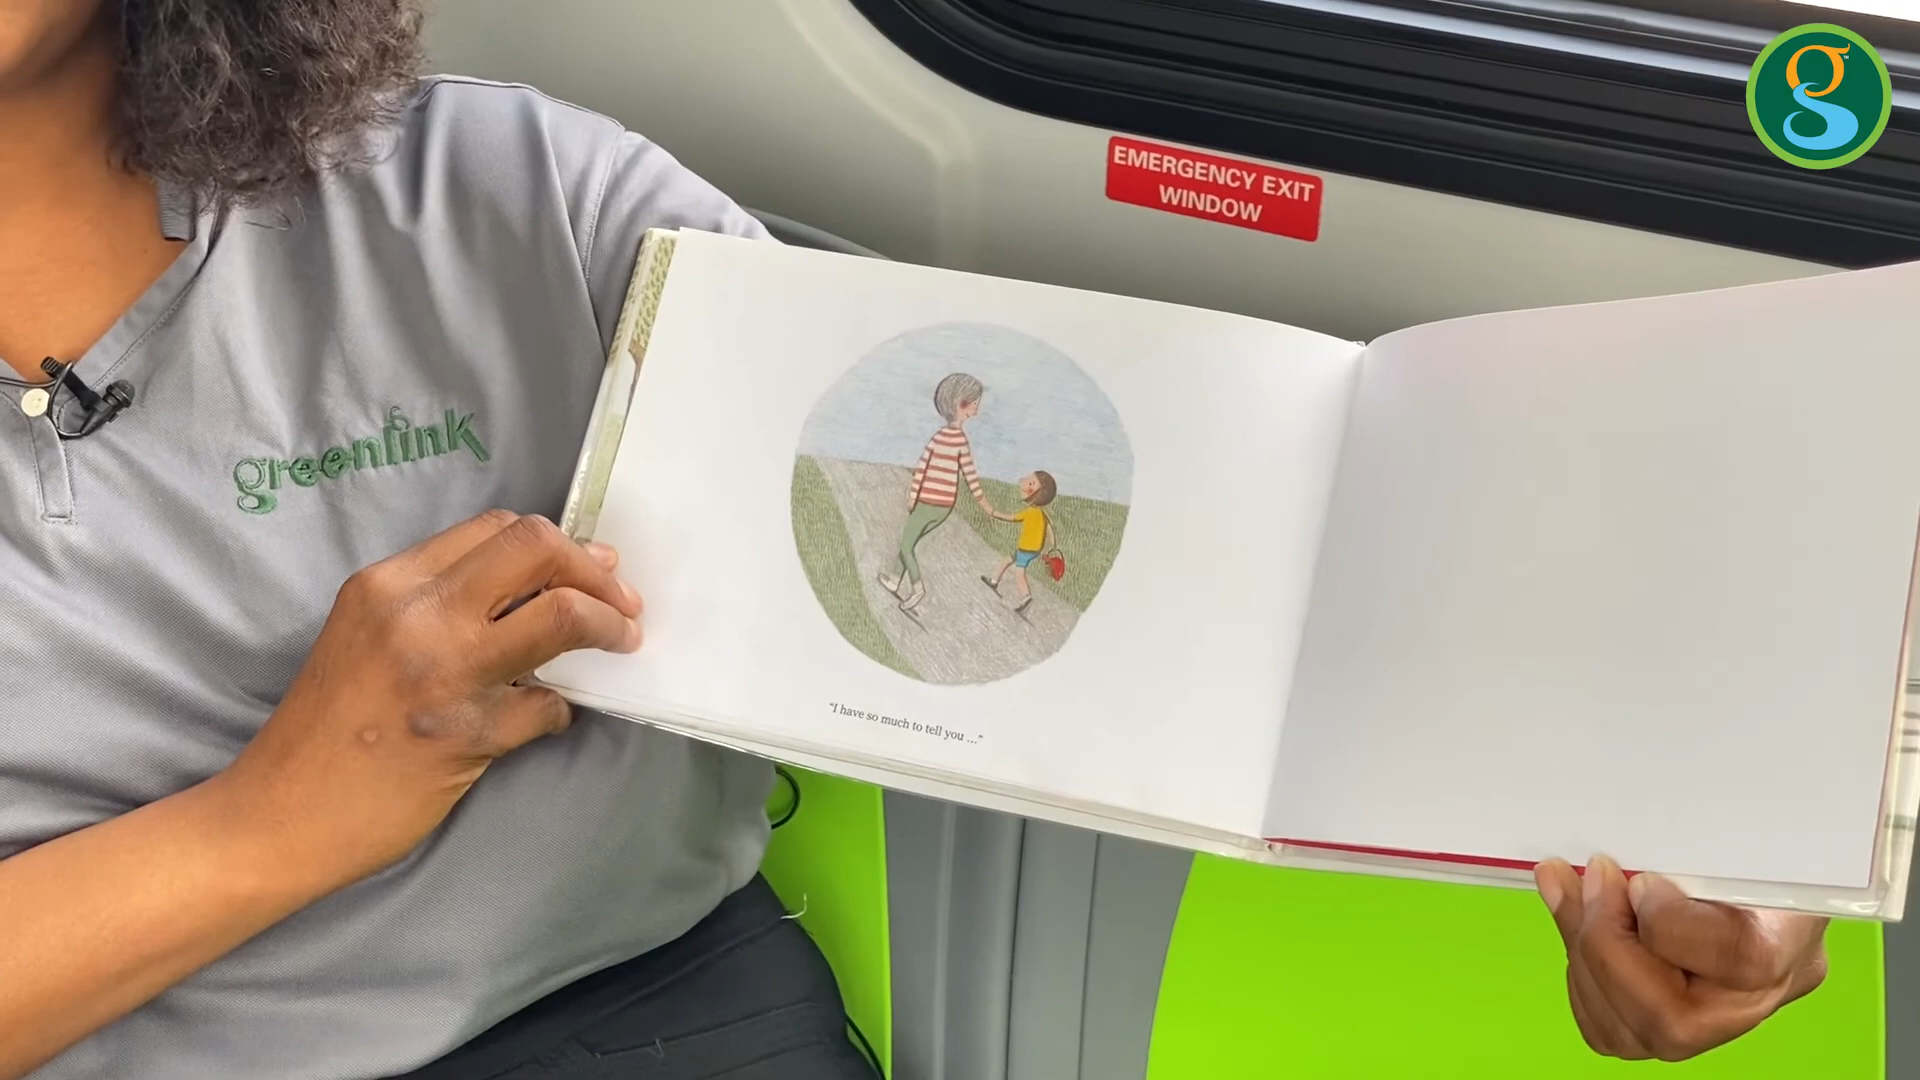 EMERGENCY EXIT
WINDOW
greenlink
"I have so much to tell you ..."
g